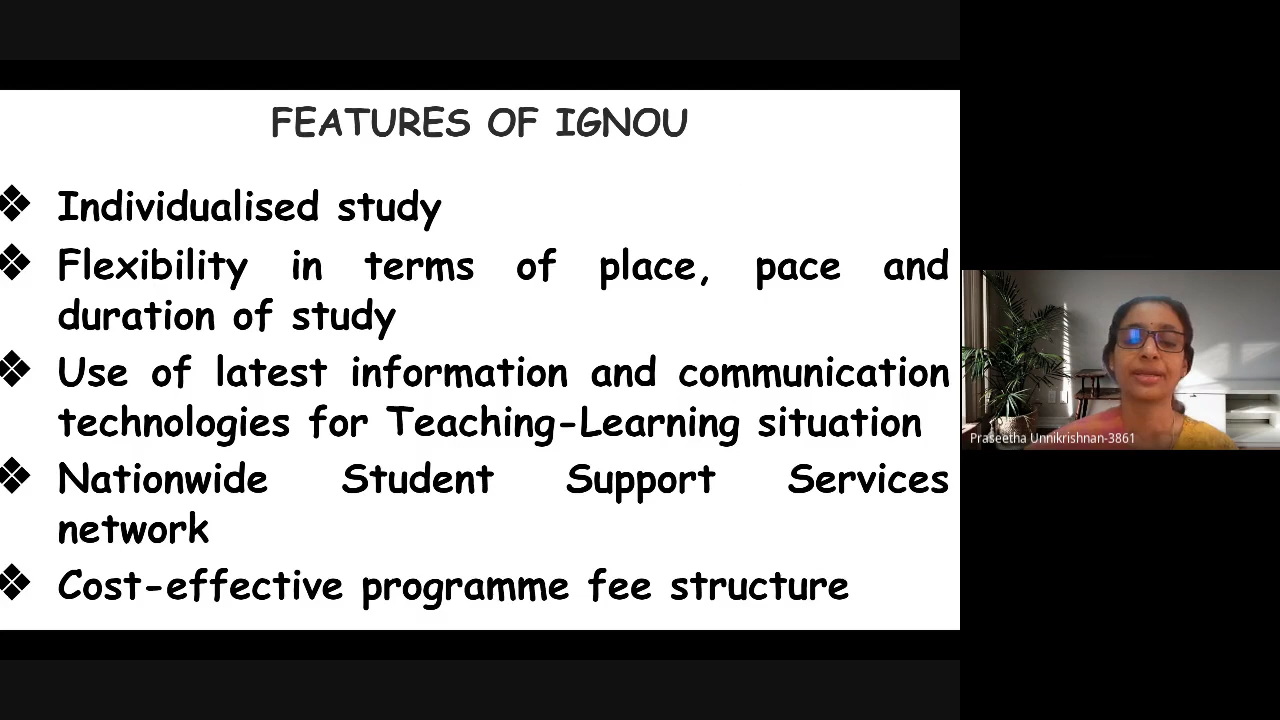 FEATURES OF IGNOU
❖ Individualised study
❖ Flexibility in terms of place, pace and
duration of study
❖ Use of latest information and communication
technologies for Teaching-Learning situation
❖ Nationwide Student Support Services
network
❖ Cost-effective programme fee structure
Praseetha Unnikrishnan-3861